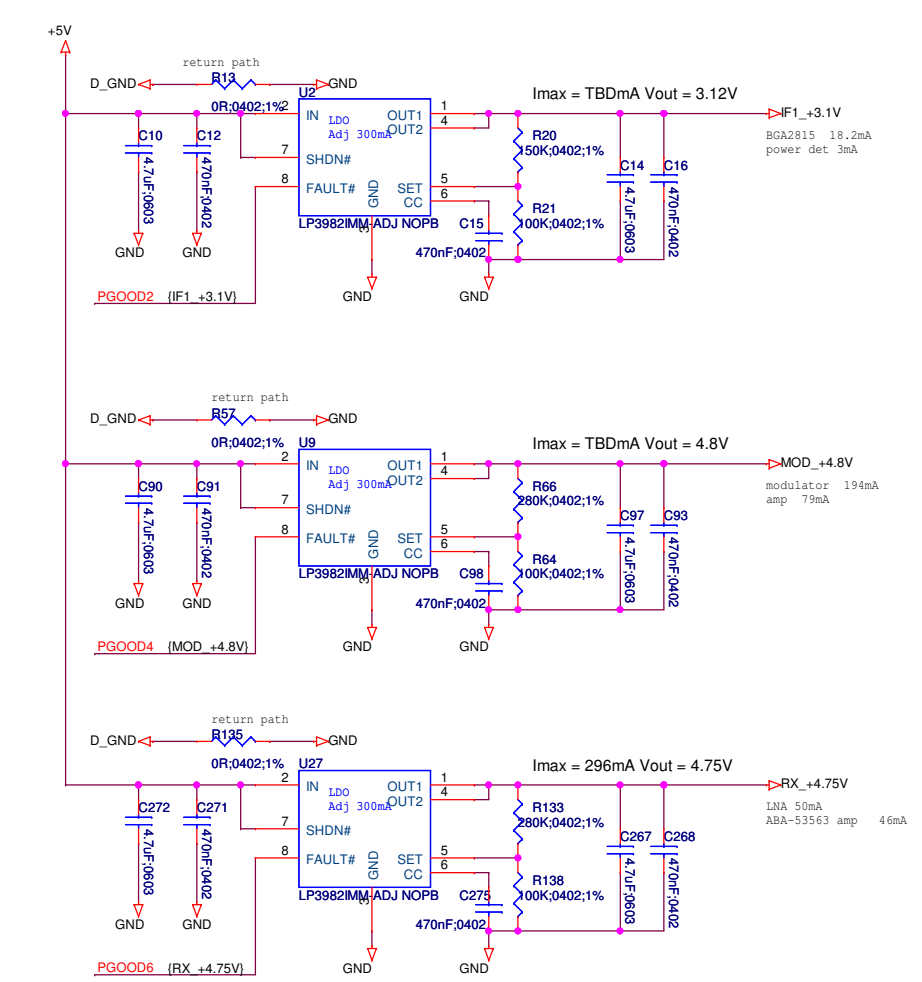 +5V
return path
D_GND
R13
GND
0R;0402;1%
U2
Imax = TBDmA Vout = 3.12V
2
IN
LDO
Adj 300mA
OUT1
1
OUT2
4
IF1_+3.1V
BGA2815 18.2mA
power det 3mA
C10
4.7uF;0603
C12
470nF;0402
7
SHDN#
8
FAULT#
GND
3
SET
5
CC
6
R20
150K;0402;1%
R21
100K;0402;1%
C14
4.7uF;0603
C16
470nF;0402
LP3982IMM-ADJ NOPB
C15
470nF;0402
GND
GND
GND
GND
PGOOD2 {IF1_+3.1V}
return path
D_GND
R57
GND
0R;0402;1%
U9
Imax = TBDmA Vout = 4.8V
2
IN
LDO
Adj 300mA
OUT1
1
OUT2
4
MOD_+4.8V
modulator 194mA
amp 79mA
C90
4.7uF;0603
C91
470nF;0402
7
SHDN#
8
FAULT#
GND
3
SET
5
CC
6
R66
280K;0402;1%
R64
100K;0402;1%
C97
4.7uF;0603
C93
470nF;0402
LP3982IMM-ADJ NOPB
C98
470nF;0402
GND
GND
GND
GND
PGOOD4 {MOD_+4.8V}
return path
D_GND
R135
GND
0R;0402;1%
U27
Imax = 296mA Vout = 4.75V
2
IN
LDO
Adj 300mA
OUT1
1
OUT2
4
RX_+4.75V
LNA 50mA
ABA-53563 amp 46mA
C272
4.7uF;0603
C271
470nF;0402
7
SHDN#
8
FAULT#
GND
3
SET
5
CC
6
R133
280K;0402;1%
R138
100K;0402;1%
C267
4.7uF;0603
C268
470nF;0402
LP3982IMM-ADJ NOPB
C275
470nF;0402
GND
GND
GND
GND
PGOOD6 {RX_+4.75V}